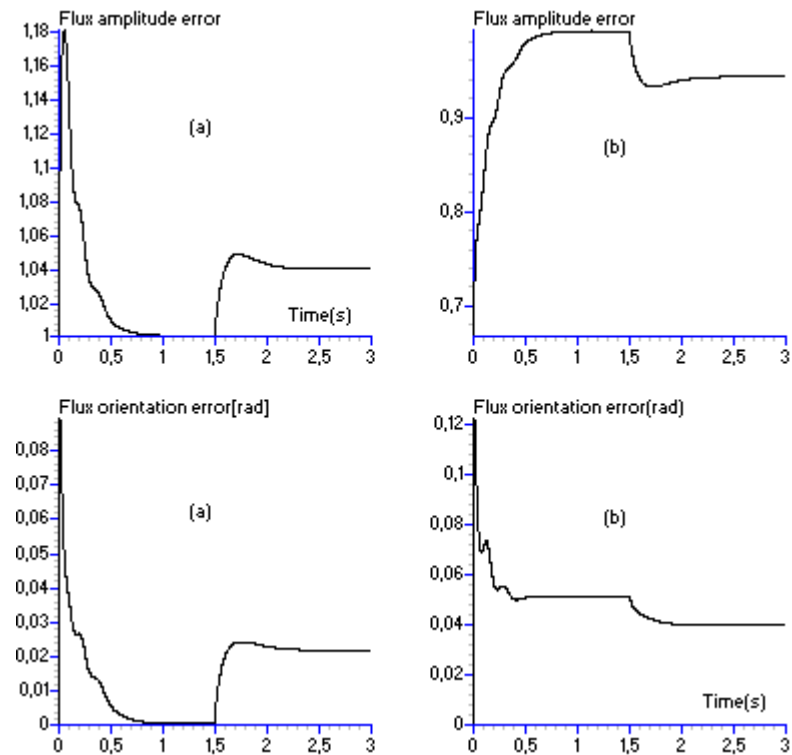 Flux amplitude error
1,18
1,16
1,14
1,12
1,1
1,08
1,06
1,04
1,02
1
(a)
Time(s)
0 0,5 1 1,5 2 2,5 3
Flux amplitude error
0,9
0,8
0,7
(b)
0 0,5 1 1,5 2 2,5 3
Flux orientation error[rad]
0,08
0,07
0,06
0,05
0,04
0,03
0,02
0,01
0
(a)
0 0,5 1 1,5 2 2,5 3
Flux orientation error(rad)
0,12
0,1
0,08
0,06
0,04
0,02
0
(b)
Time(s)
0 0,5 1 1,5 2 2,5 3